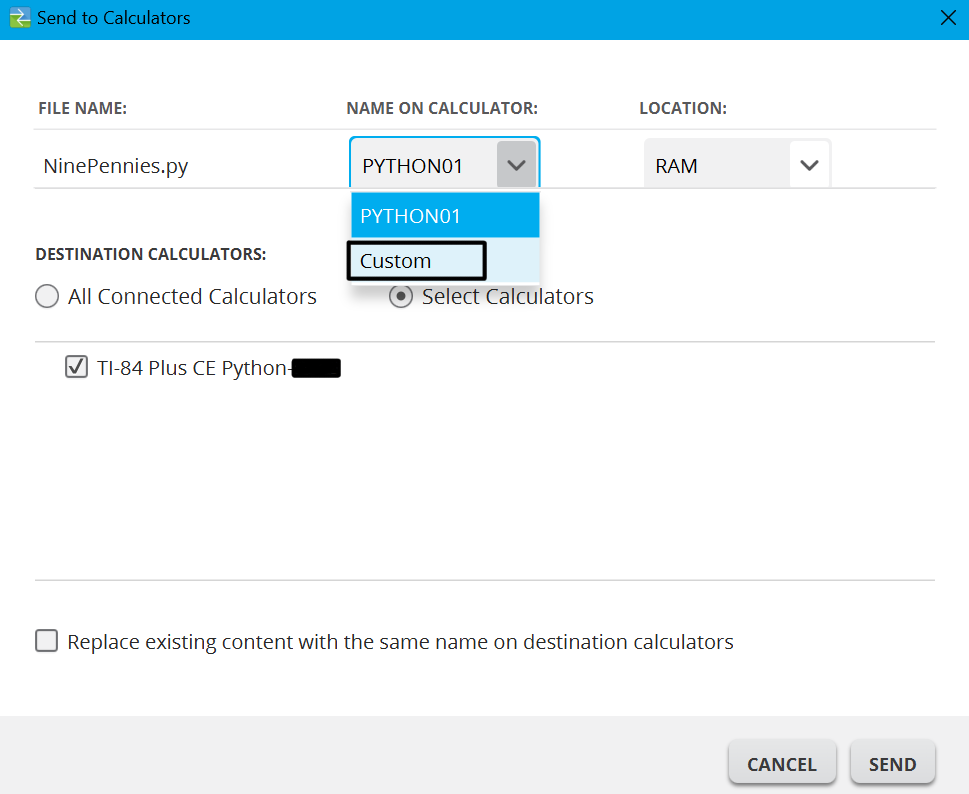 Send to Calculators
FILE NAME: NAME ON CALCULATOR: LOCATION:
NinePennies.py PYTHON01 RAM
PYTHON01
Custom
DESTINATION CALCULATORS:
All Connected Calculators Select Calculators
TI-84 Plus CE Python-
Replace existing content with the same name on destination calculators
CANCEL SEND